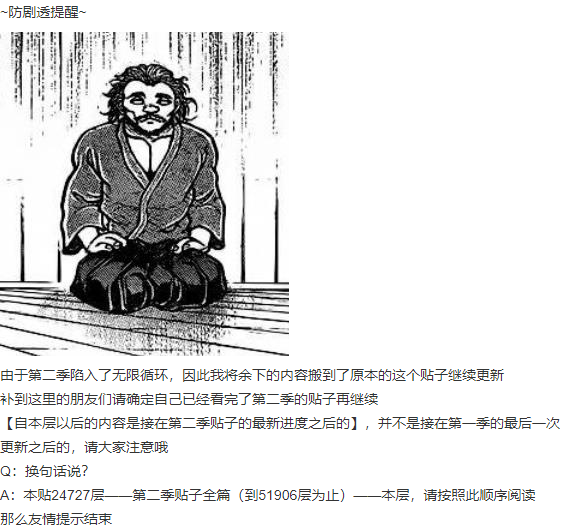 ~防剧透提醒~
由于第二季陷入了无限循环，因此我将余下的内容搬到了原本的这个贴子继续更新
补到这里的朋友们请确定自己已经看完了第二季的贴子再继续
【自本层以后的内容是接在第二季贴子的最新进度之后的】，并不是接在第一季的最后一次
更新之后的，请大家注意哦
Q：换句话说？
A：本贴24727层——第二季贴子全篇（到51906层为止）——本层，请按照此顺序阅读
那么友情提示结束